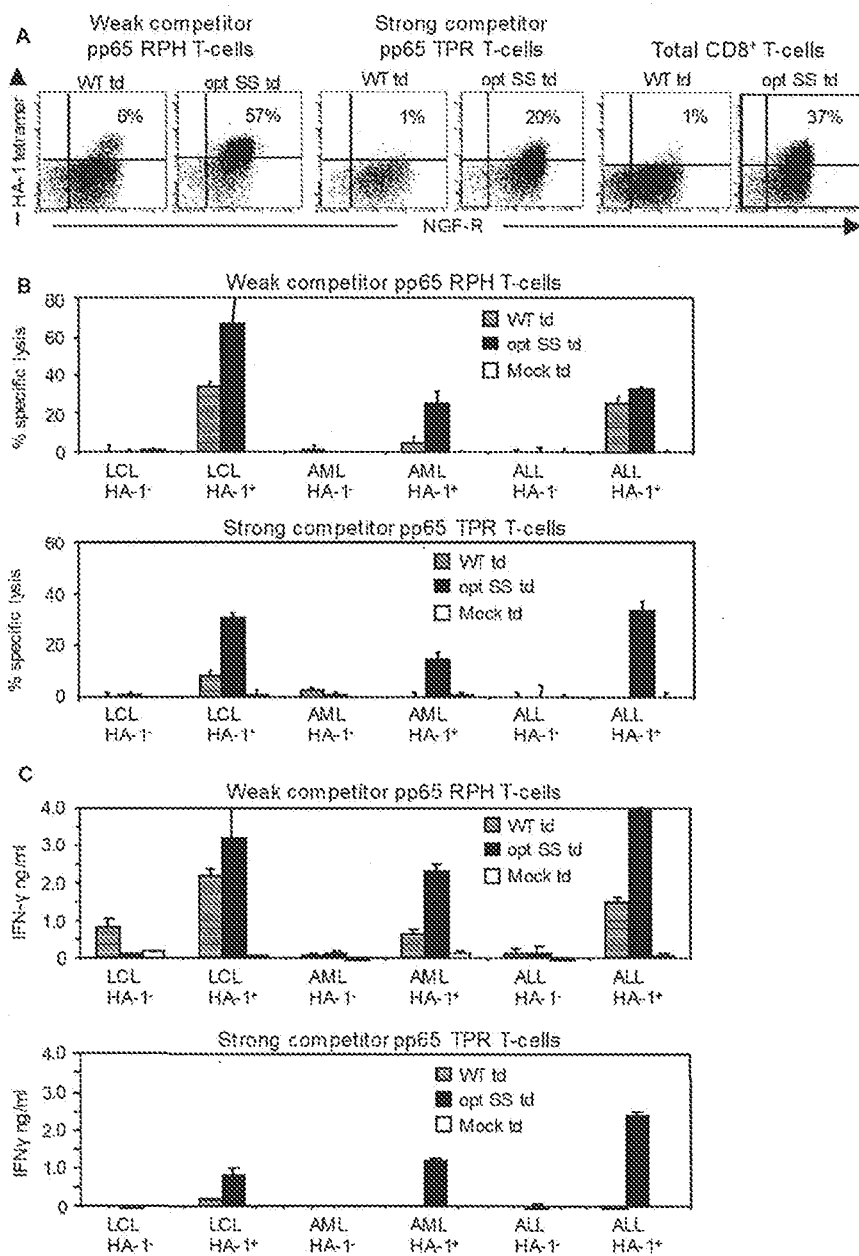 A
Weak competitor
pp65 RPH T-cells
Strong competitor
pp65 TPR T-cells
Total CD8⁺ T-cells
WT td
opt SS td
WT td
opt SS td
WT td
opt SS td
57%
1%
20%
1%
37%
HA-1 tetramer
NGF-R
B
Weak competitor pp65 RPH T-cells
80
60
40
20
0
% specific lysis
WT td
opt SS td
Mock td
LCL
HA-1⁻
LCL
HA-1⁺
AML
HA-1⁻
AML
HA-1⁺
ALL
HA-1⁻
ALL
HA-1⁺
Strong competitor pp65 TPR T-cells
60
40
20
0
% specific lysis
WT td
opt SS td
Mock td
LCL
HA-1⁻
LCL
HA-1⁺
AML
HA-1⁻
AML
HA-1⁺
ALL
HA-1⁻
ALL
HA-1⁺
C
Weak competitor pp65 RPH T-cells
4.0
3.0
2.0
1.0
0
IFN-γ ng/ml
WT td
opt SS td
Mock td
LCL
HA-1⁻
LCL
HA-1⁺
AML
HA-1⁻
AML
HA-1⁺
ALL
HA-1⁻
ALL
HA-1⁺
Strong competitor pp65 TPR T-cells
4.0
3.0
2.0
1.0
0
IFNγ ng/ml
WT td
opt SS td
Mock td
LCL
HA-1⁻
LCL
HA-1⁺
AML
HA-1⁻
AML
HA-1⁺
ALL
HA-1⁻
ALL
HA-1⁺